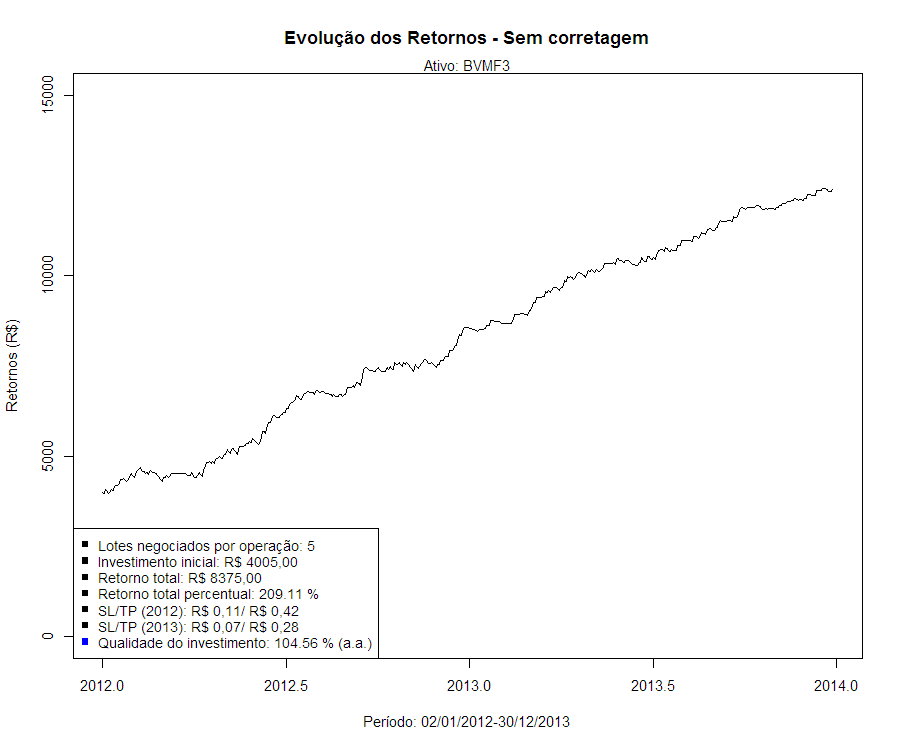 Evolução dos Retornos - Sem corretagem
Ativo: BVMF3
15000
10000
5000
0
Retornos (R$)
Lotes negociados por operação: 5
Investimento inicial: R$ 4005,00
Retorno total: R$ 8375,00
Retorno total percentual: 209.11 %
SL/TP (2012): R$ 0,11/ R$ 0,42
SL/TP (2013): R$ 0,07/ R$ 0,28
Qualidade do investimento: 104.56 % (a.a.)
2012.0 2012.5 2013.0 2013.5 2014.0
Período: 02/01/2012-30/12/2013